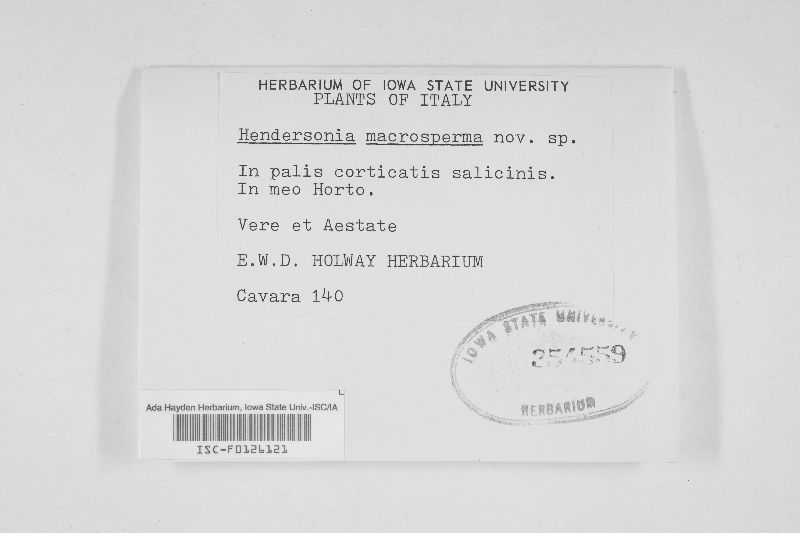 HERBARIUM OF IOWA STATE UNIVERSITY
PLANTS OF ITALY
Hendersonia macrosperma nov. sp.
In palis corticatis salicinis.
In meo Horto.
Vere et Aestate
E.W.D. HOLWAY HERBARIUM
Cavara 140
IOWA STATE UNIVERSITY
354559
HERBARIUM
Ada Hayden Herbarium, Iowa State Univ.-ISC/IA
ISC-F0126121